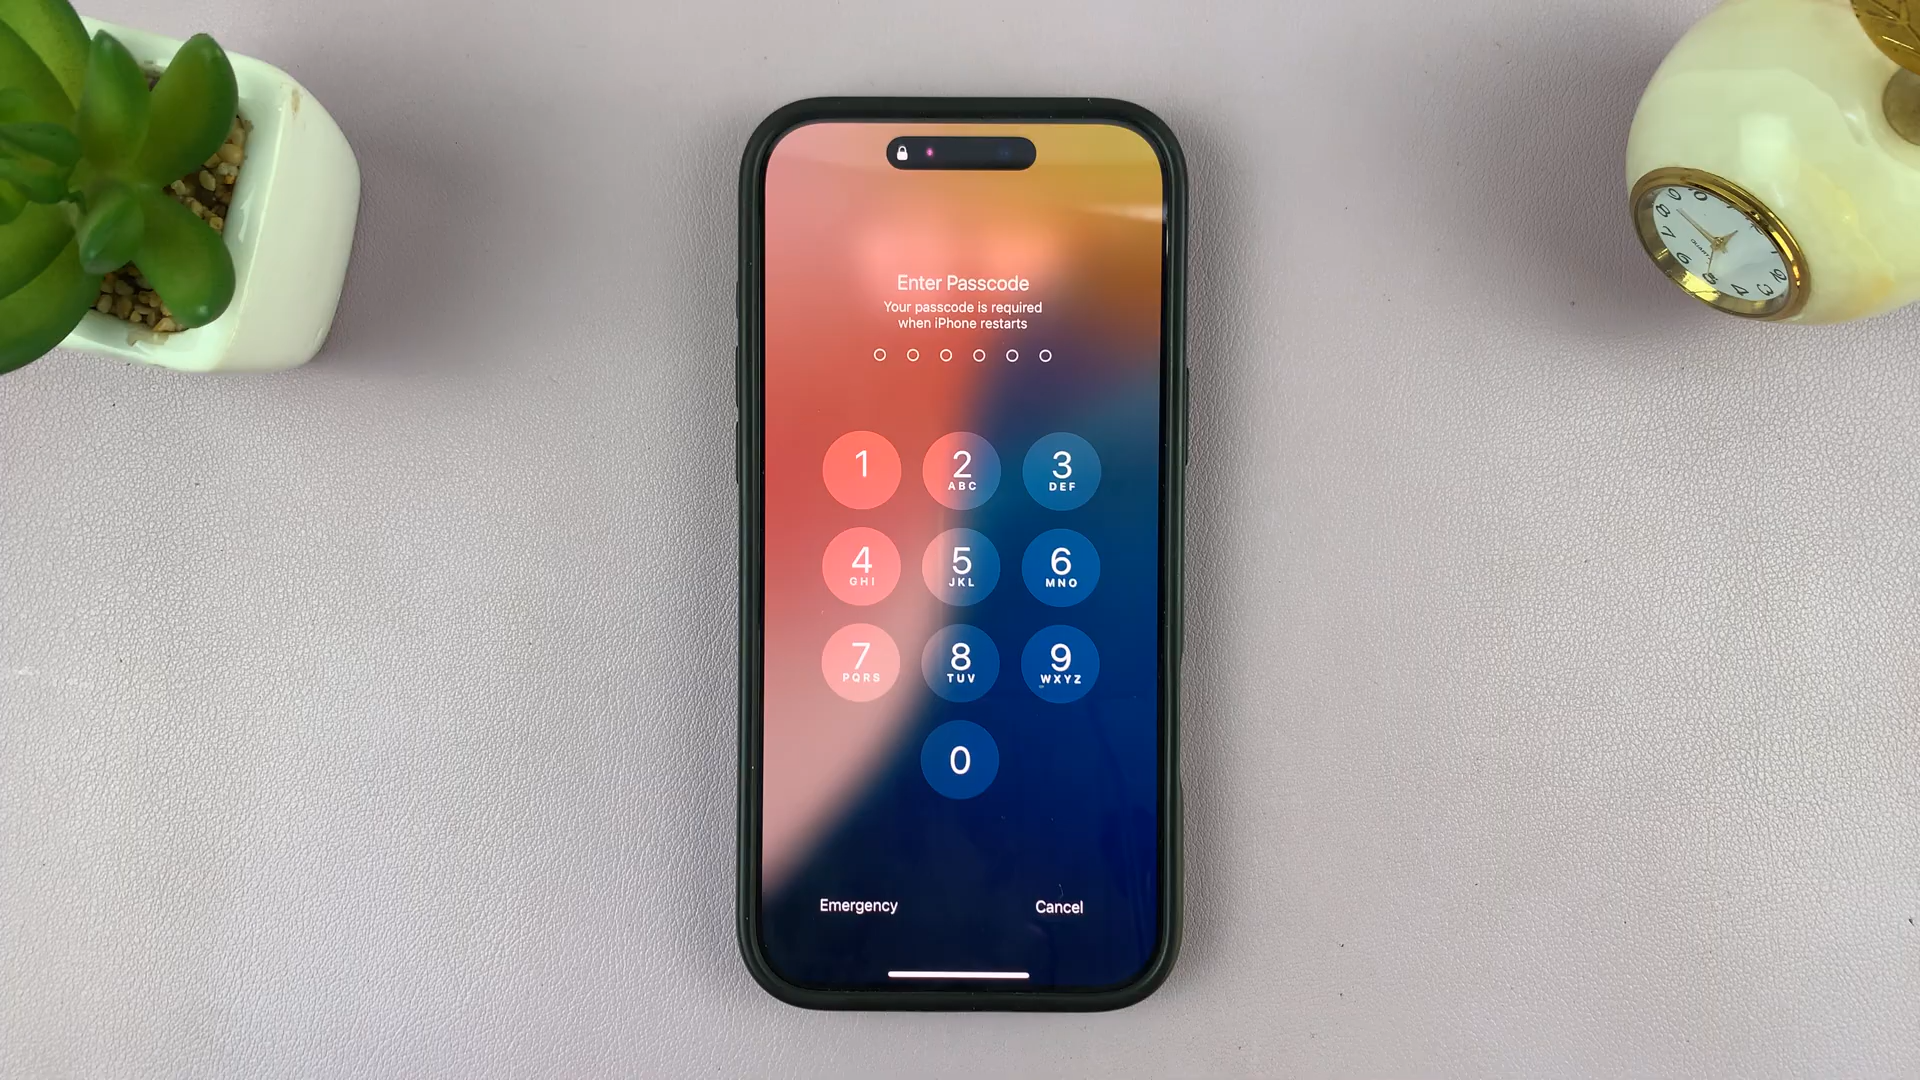 Enter Passcode
Your passcode is required
when iPhone restarts
1
2
ABC
3
DEF
4
GHI
5
JKL
6
MNO
7
PQRS
8
TUV
9
WXYZ
0
Emergency
Cancel